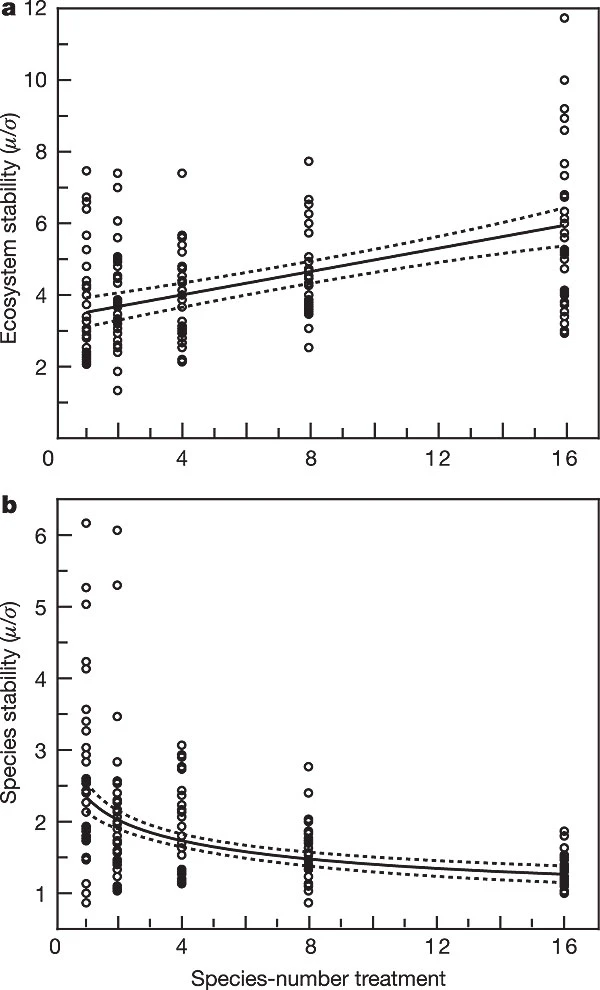 a
12
10
8
6
4
2
Ecosystem stability (μ/σ)
0 4 8 12 16
b
6
5
4
3
2
1
Species stability (μ/σ)
0 4 8 12 16
Species-number treatment